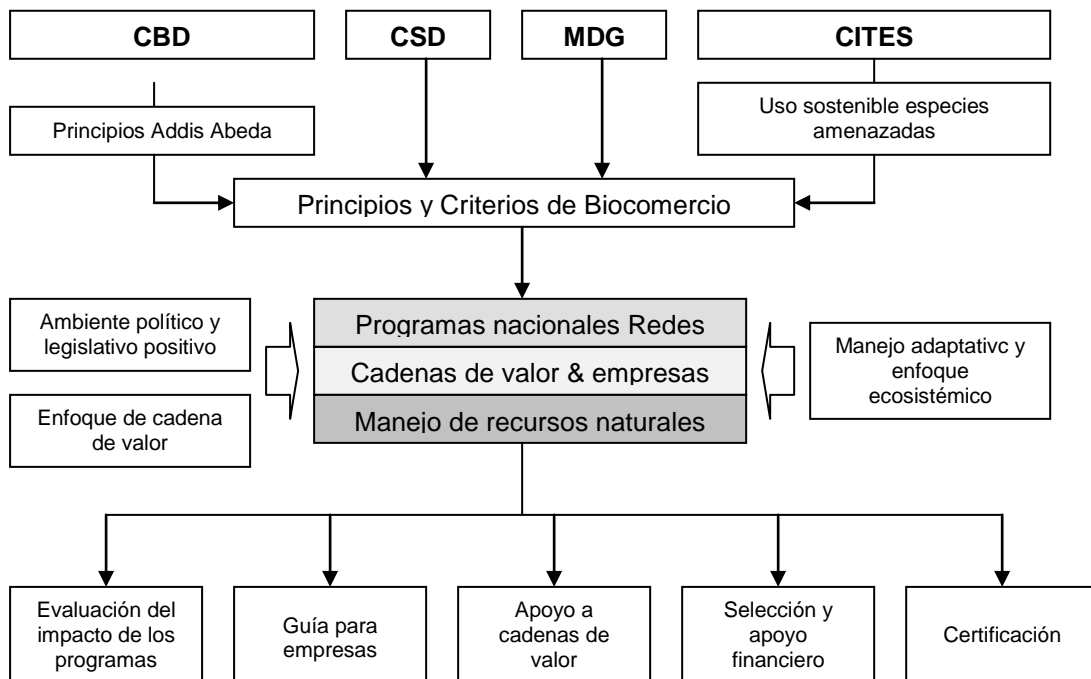 CBD
CSD
MDG
CITES
Principios Addis Abeda
Uso sostenible especies
amenazadas
Principios y Criterios de Biocomercio
Ambiente político y
legislativo positivo
Enfoque de cadena
de valor
Programas nacionales Redes
Cadenas de valor & empresas
Manejo de recursos naturales
Manejo adaptativc y
enfoque
ecosistémico
Evaluación del
impacto de los
programas
Guía para
empresas
Apoyo a
cadenas de
valor
Selección y
apoyo
financiero
Certificación